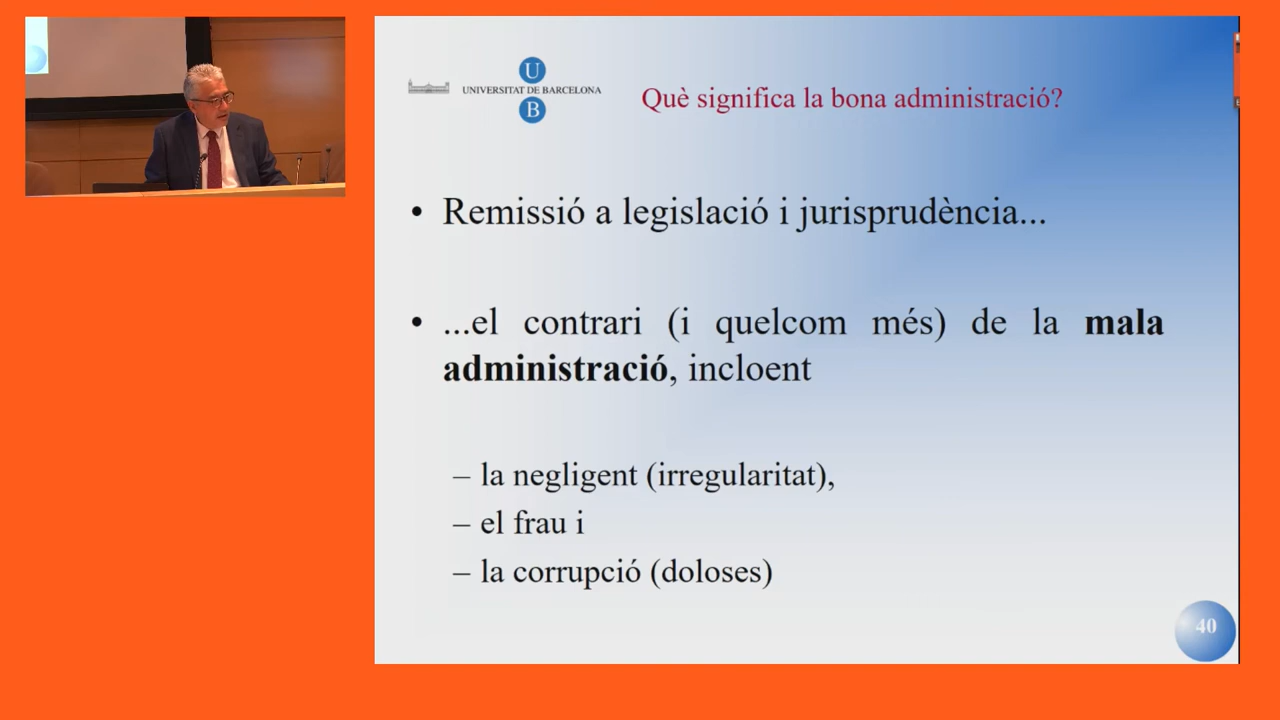 U
UNIVERSITAT DE BARCELONA
B
Què significa la bona administració?
• Remissió a legislació i jurisprudència...
• ...el contrari (i quelcom més) de la mala
administració, incloent
– la negligent (irregularitat),
– el frau i
– la corrupció (doloses)
40